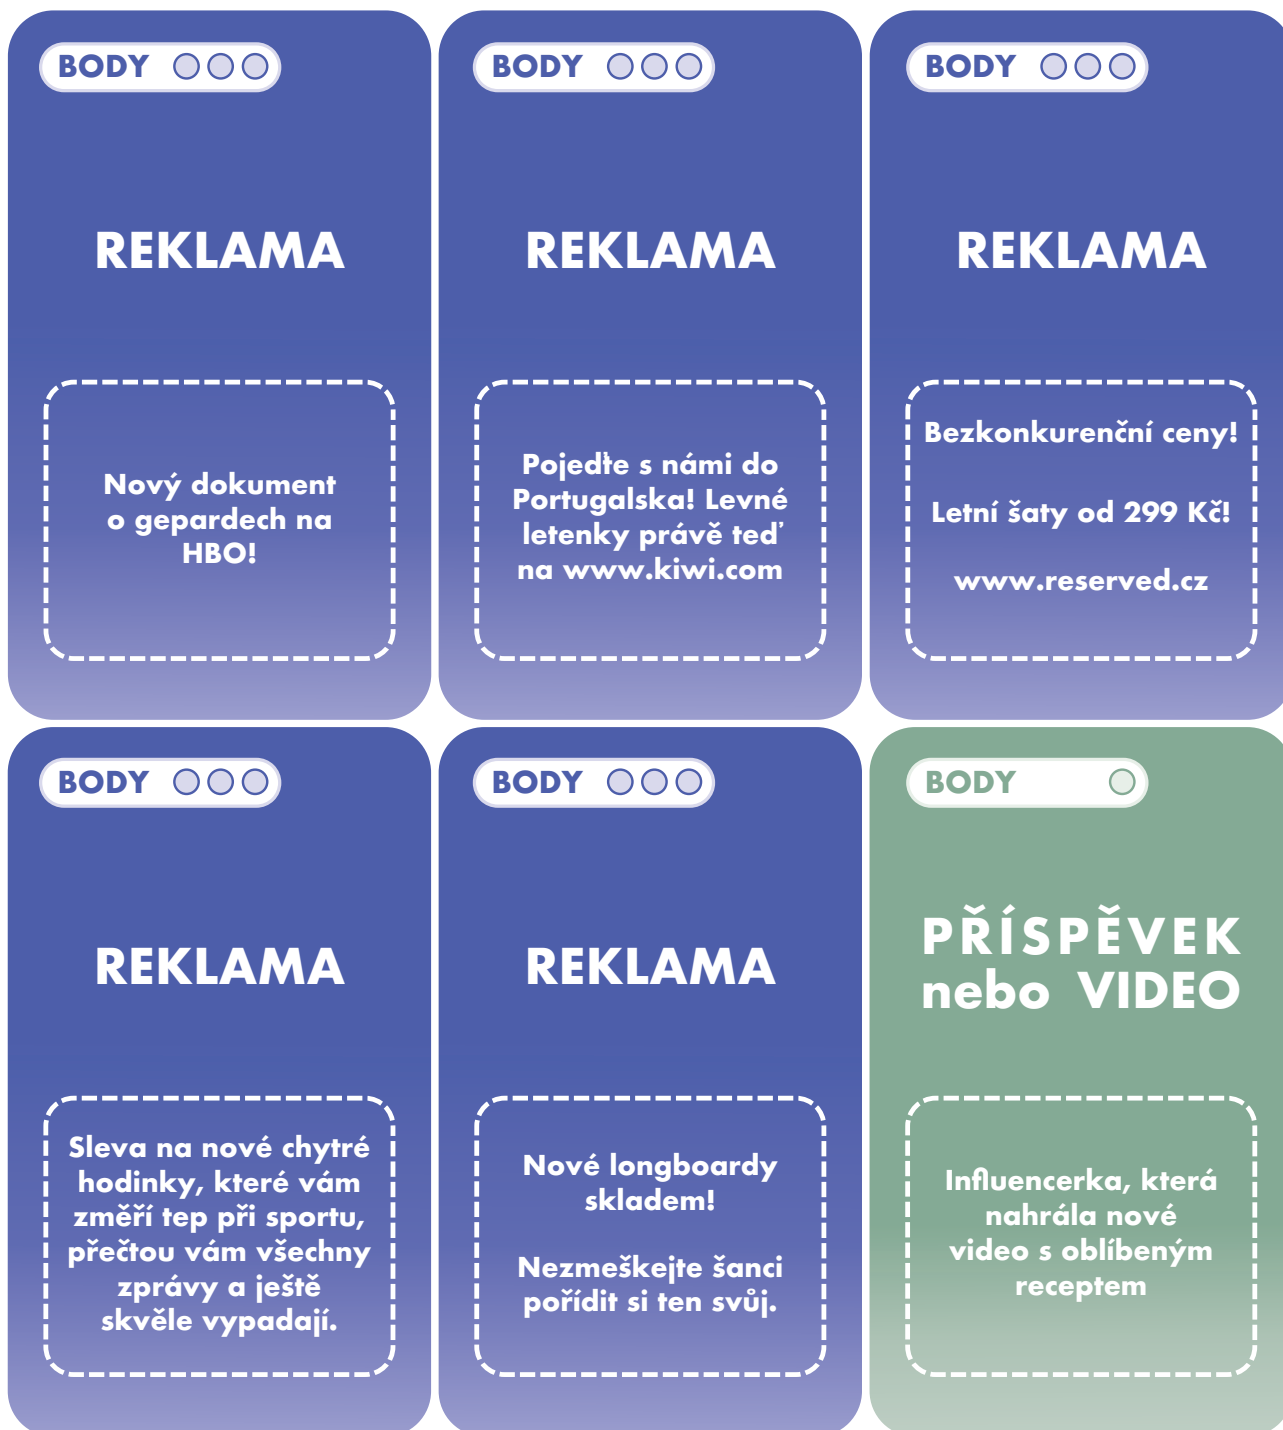 BODY
REKLAMA
Nový dokument
o gepardech na
HBO!
BODY
REKLAMA
Pojeďte s námi do
Portugalska! Levné
letenky právě teď
na www.kiwi.com
BODY
REKLAMA
Bezkonkurenční ceny!
Letní šaty od 299 Kč!
www.reserved.cz
BODY
REKLAMA
Sleva na nové chytré
hodinky, které vám
změří tep při sportu,
přečtou vám všechny
zprávy a ještě
skvěle vypadají.
BODY
REKLAMA
Nové longboardy
skladem!
Nezmeškejte šanci
pořídit si ten svůj.
BODY
PŘÍSPĚVEK
nebo VIDEO
Influencerka, která
nahrála nové
video s oblíbeným
receptem